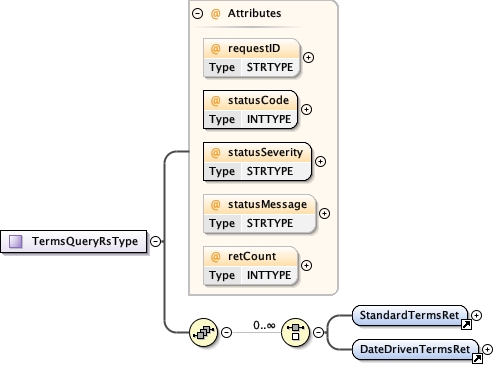 @ Attributes
@ requestID
Type STRTYPE
@ statusCode
Type INTTYPE
@ statusSeverity
Type STRTYPE
@ statusMessage
Type STRTYPE
TermsQueryRsType
@ retCount
Type INTTYPE
0..∞
StandardTermsRet
DateDrivenTermsRet